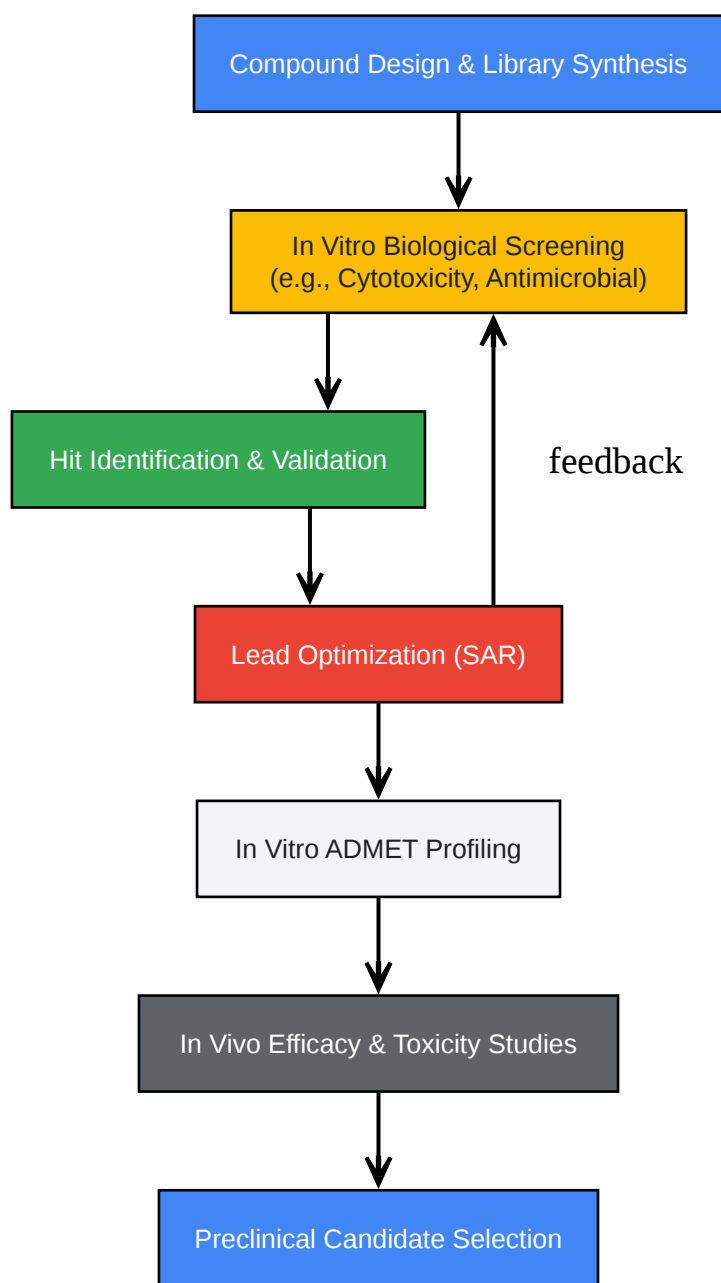 Compound Design & Library Synthesis
In Vitro Biological Screening
(e.g., Cytotoxicity, Antimicrobial)
Hit Identification & Validation
feedback
Lead Optimization (SAR)
In Vitro ADMET Profiling
In Vivo Efficacy & Toxicity Studies
Preclinical Candidate Selection